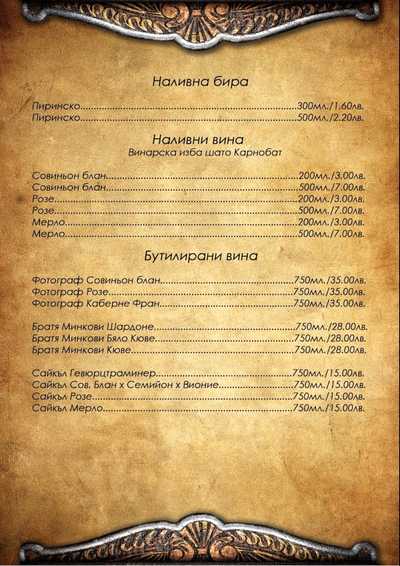 Наливна бира
Пиринско....................................................300мл./1.60лв.
Пиринско....................................................500мл./2.20лв.
Наливни вина
Винарска изба шато Карнобат
Совиньон блан..............................................200мл./3.00лв.
Совиньон блан..............................................500мл./7.00лв.
Розе............................................................200мл./3.00лв.
Розе............................................................500мл./7.00лв.
Мерло.........................................................200мл./3.00лв.
Мерло.........................................................500мл./7.00лв.
Бутилирани вина
Фотограф Совиньон блан................................750мл./35.00лв.
Фотограф Розе.............................................750мл./35.00лв.
Фотограф Каберне Фран................................750мл./35.00лв.
Братя Минкови Шардоне.................................750мл./28.00лв.
Братя Минкови Бяло Кюве..............................750мл./28.00лв.
Братя Минкови Кюве.....................................750мл./28.00лв.
Сайкъл Гевюрцтраминер.................................750мл./15.00лв.
Сайкъл Сов. Блан х Семийон х Вионие..............750мл./15.00лв.
Сайкъл Розе................................................750мл./15.00лв.
Сайкъл Мерло.............................................750мл./15.00лв.